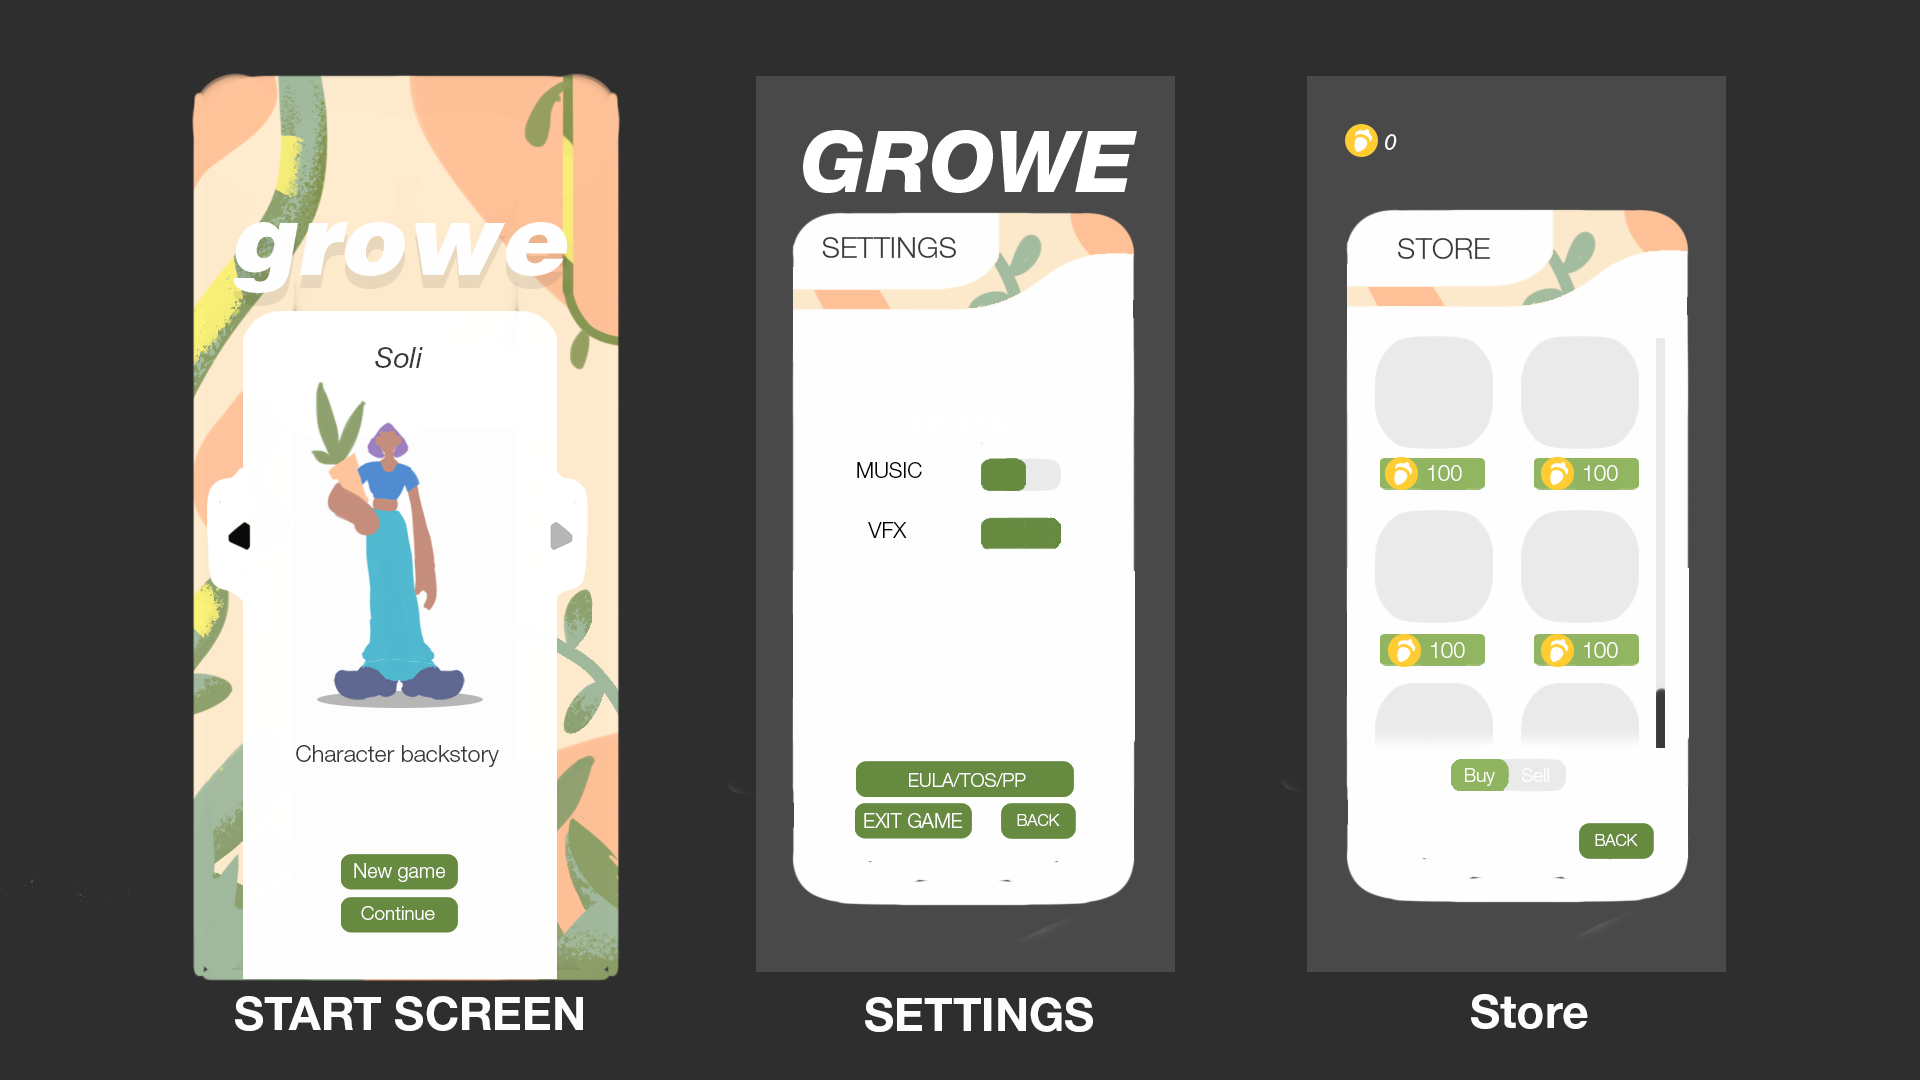 growe
Soli
Character backstory
New game
Continue
START SCREEN
GROWE
SETTINGS
MUSIC
VFX
EULA/TOS/PP
EXIT GAME
BACK
SETTINGS
0
STORE
100
100
100
100
Buy
Sell
BACK
Store